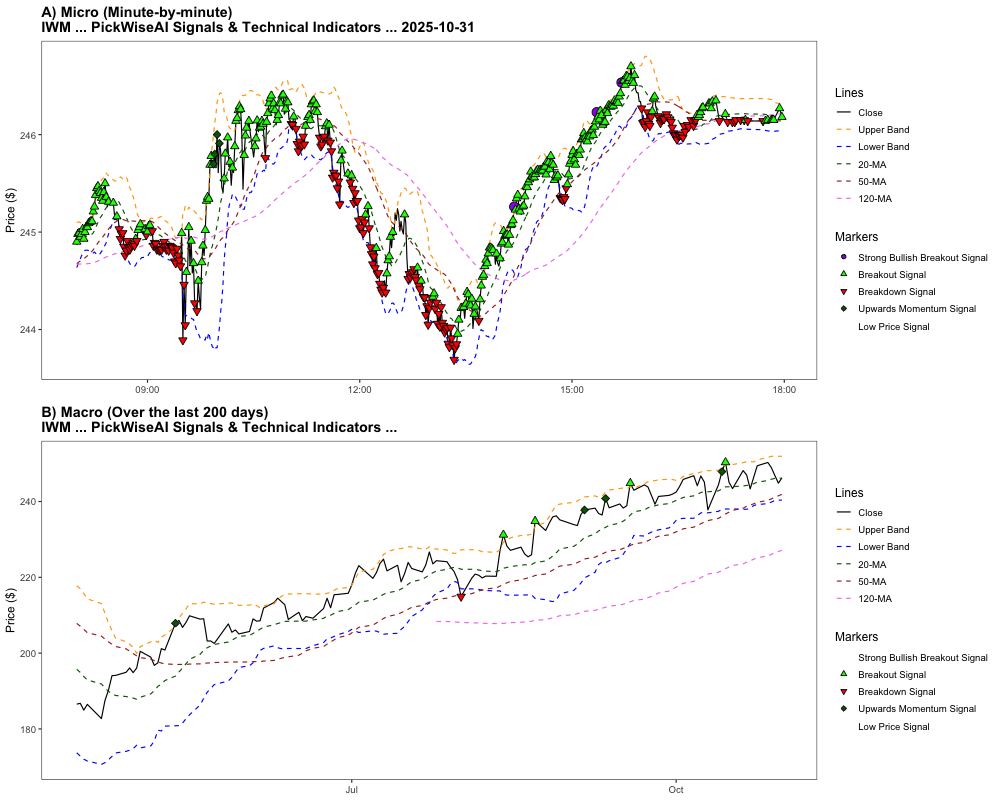 A) Micro (Minute-by-minute)
IWM ... PickWiseAI Signals & Technical Indicators ... 2025-10-31
Price ($)
246
245
244
09:00
12:00
15:00
18:00
Lines
Close
Upper Band
Lower Band
20-MA
50-MA
120-MA
Markers
Strong Bullish Breakout Signal
Breakout Signal
Breakdown Signal
Upwards Momentum Signal
Low Price Signal
B) Macro (Over the last 200 days)
IWM ... PickWiseAI Signals & Technical Indicators ...
Price ($)
240
220
200
180
Jul
Oct
Lines
Close
Upper Band
Lower Band
20-MA
50-MA
120-MA
Markers
Strong Bullish Breakout Signal
Breakout Signal
Breakdown Signal
Upwards Momentum Signal
Low Price Signal